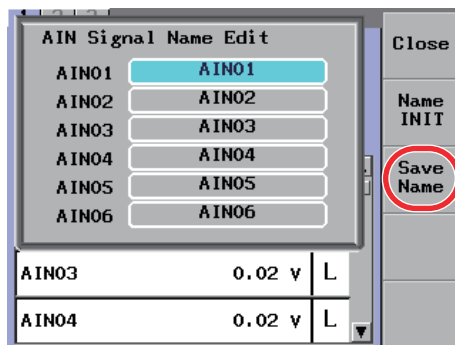 AIN Signal Name Edit
AIN01 AIN01
AIN02 AIN02
AIN03 AIN03
AIN04 AIN04
AIN05 AIN05
AIN06 AIN06
AIN03 0.02 V L
AIN04 0.02 V L
Close
Name
INIT
Save
Name